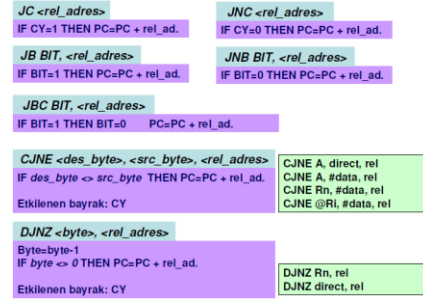 JC <rel_adres>
IF CY=1 THEN PC=PC + rel_ad.
JNC <rel_adres>
IF CY=0 THEN PC=PC + rel_ad.
JB BIT, <rel_adres>
IF BIT=1 THEN PC=PC + rel_ad.
JNB BIT, <rel_adres>
IF BIT=0 THEN PC=PC + rel_ad.
JBC BIT, <rel_adres>
IF BIT=1 THEN BIT=0 PC=PC + rel_ad.
CJNE <des_byte>, <src_byte>, <rel_adres>
IF des_byte <> src_byte THEN PC=PC + rel_ad.
Etkilenen bayrak: CY
CJNE A, direct, rel
CJNE A, #data, rel
CJNE Rn, #data, rel
CJNE @Ri, #data, rel
DJNZ <byte>, <rel_adres>
Byte=byte-1
IF byte <> 0 THEN PC=PC + rel_ad.
Etkilenen bayrak: CY
DJNZ Rn, rel
DJNZ direct, rel